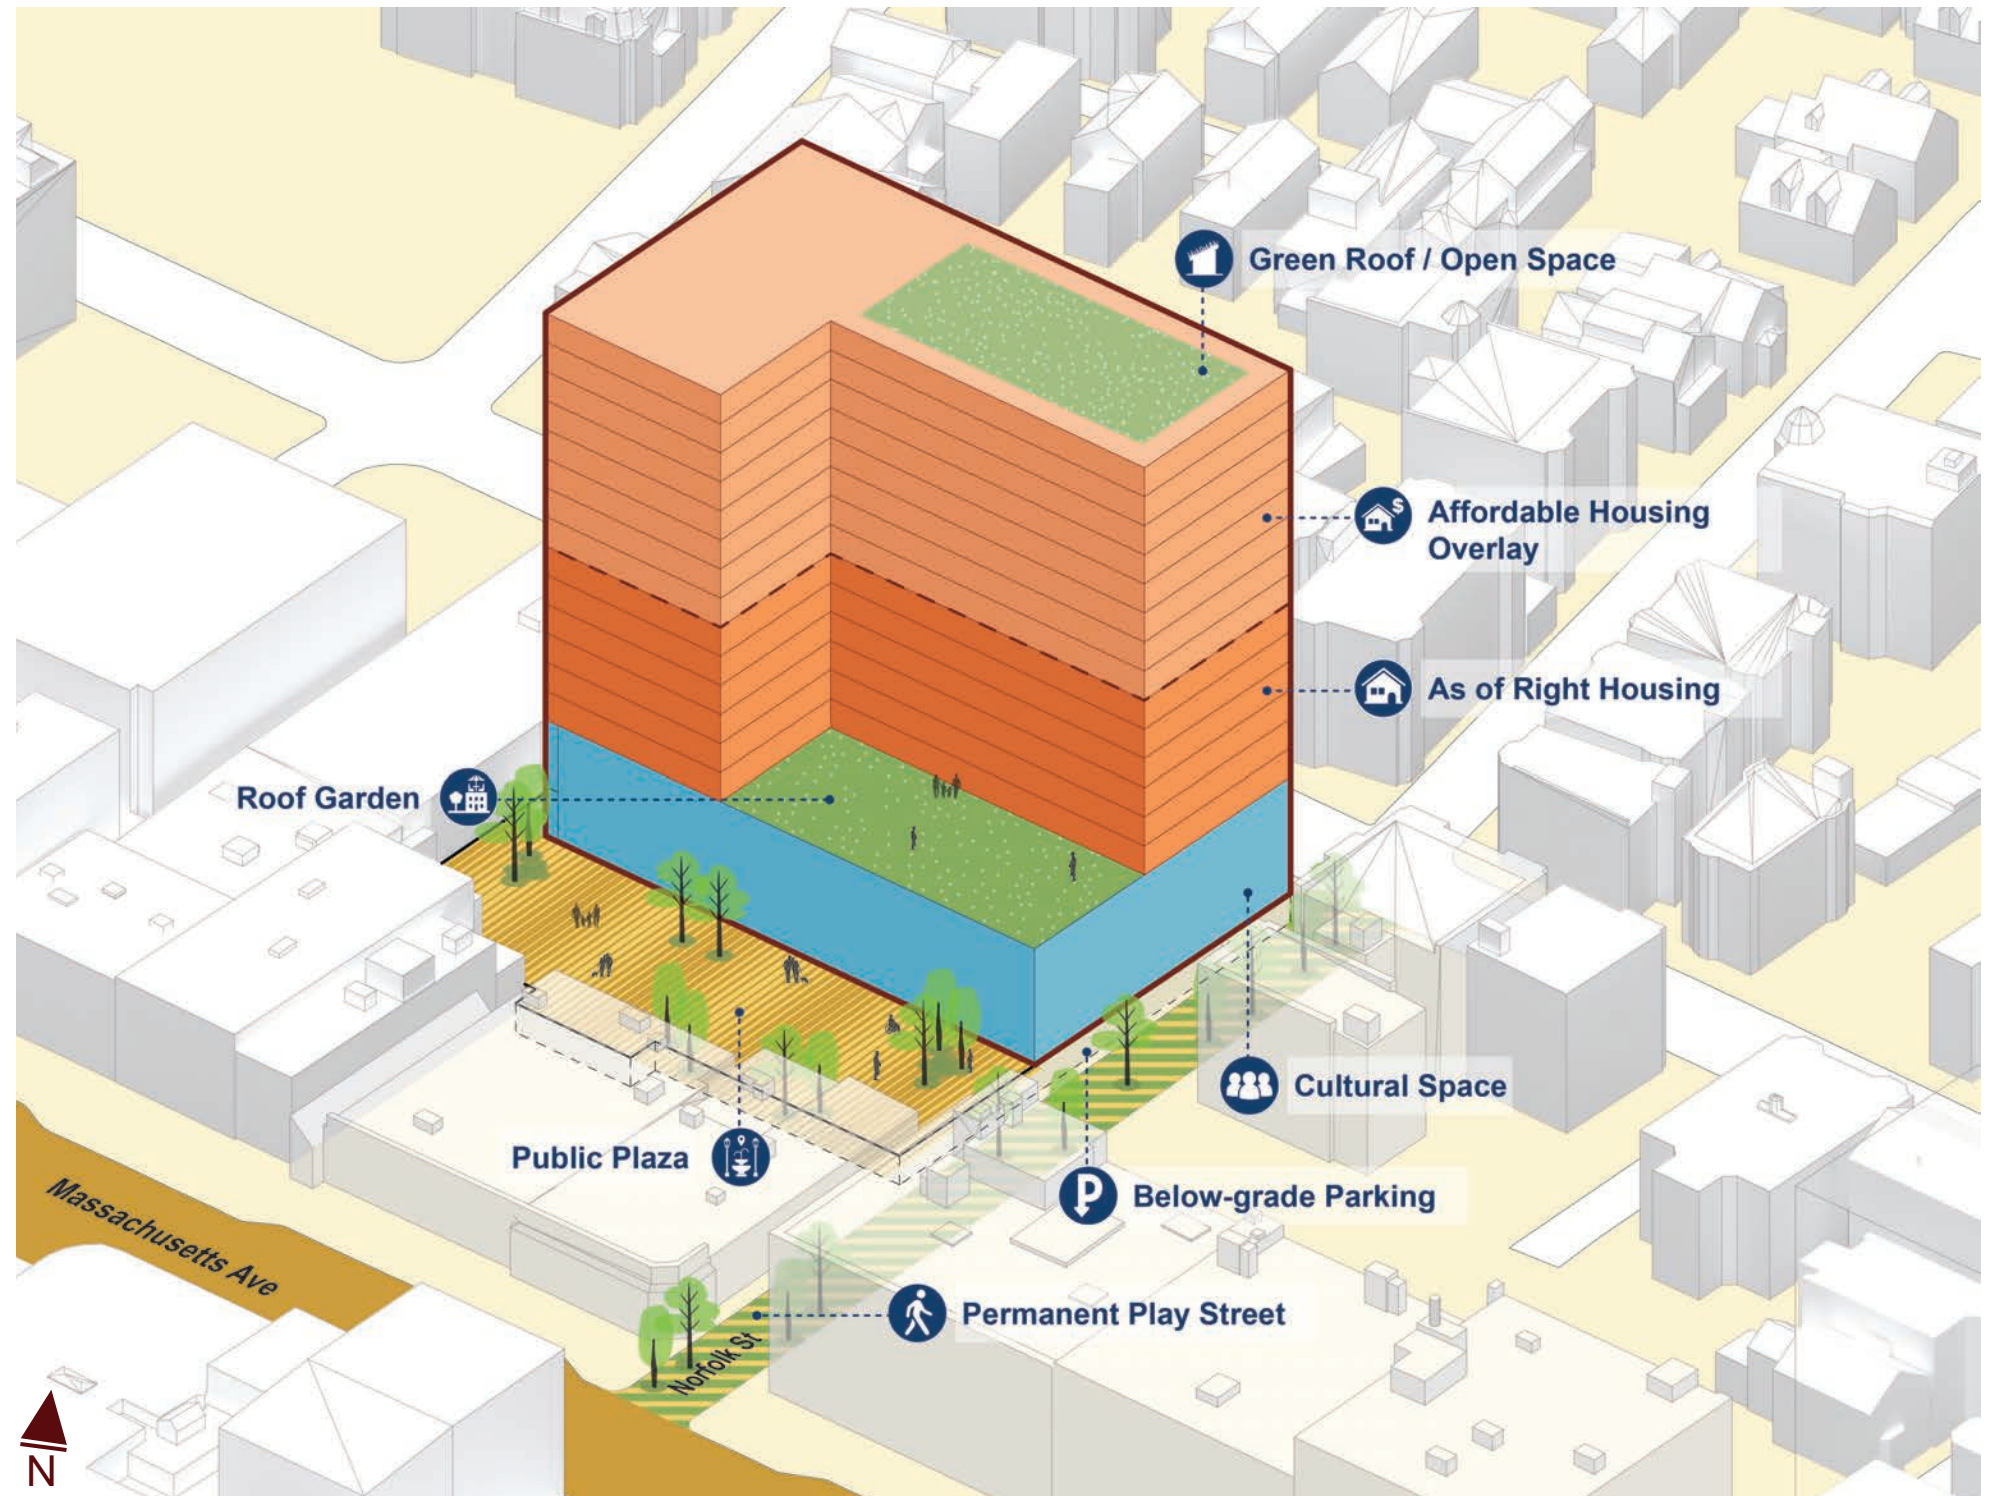 Green Roof / Open Space
Affordable Housing
Overlay
As of Right Housing
Roof Garden
Cultural Space
Public Plaza
Below-grade Parking
Massachusetts Ave
Permanent Play Street
Norfolk St
N